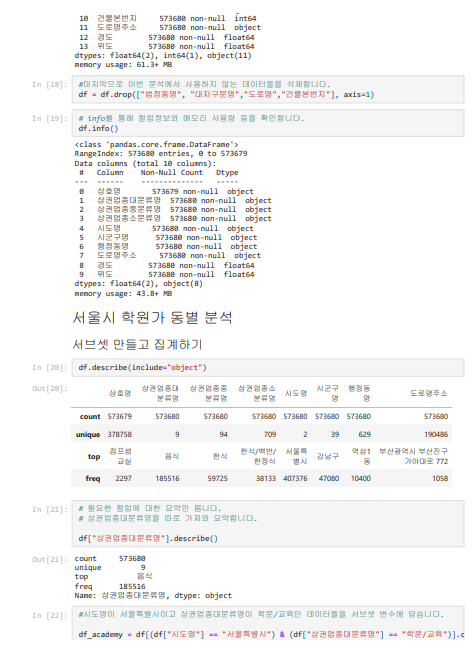 10 건물본번지 573680 non-null int64
11 도로명주소 573680 non-null object
12 경도 573680 non-null float64
13 위도 573680 non-null float64
dtypes: float64(2), int64(1), object(11)
memory usage: 61.3+ MB
In [18]: #마지막으로 이번 분석에서 사용하지 않는 데이터들을 삭제합니다.
df = df.drop(["법정동명", "대지구분명","도로명","건물본번지"], axis=1)
In [19]: # info를 통해 컬럼정보와 메모리 사용량 등을 확인합니다.
df.info()
<class 'pandas.core.frame.DataFrame'>
RangeIndex: 573680 entries, 0 to 573679
Data columns (total 10 columns):
# Column Non-Null Count Dtype
--- ------ -------------- -----
0 상호명 573679 non-null object
1 상권업종대분류명 573680 non-null object
2 상권업종중분류명 573680 non-null object
3 상권업종소분류명 573680 non-null object
4 시도명 573680 non-null object
5 시군구명 573680 non-null object
6 행정동명 573680 non-null object
7 도로명주소 573680 non-null object
8 경도 573680 non-null float64
9 위도 573680 non-null float64
dtypes: float64(2), object(8)
memory usage: 43.8+ MB
서울시 학원가 동별 분석
서브셋 만들고 집계하기
In [20]: df.describe(include="object")
Out[20]: 상호명 상권업종대분류명 상권업종중분류명 상권업종소분류명 시도명 시군구명 행정동명 도로명주소
count 573679 573680 573680 573680 573680 573680 573680 573680
unique 378758 9 94 709 2 39 629 190486
top 점프셈교실 음식 한식 한식/백반/한정식 서울특별시 강남구 역삼1동 부산광역시 부산진구 가야대로 772
freq 2297 185516 59725 38133 407376 47080 10400 1058
In [21]: # 필요한 컬럼에 대한 요약만 봅니다.
# 상권업종대분류명을 따로 가져와 요약합니다.
df["상권업종대분류명"].describe()
Out[21]: count 573680
unique 9
top 음식
freq 185516
Name: 상권업종대분류명, dtype: object
In [22]: #시도명이 서울특별시이고 상권업종대분류명이 학문/교육인 데이터들을 서브셋 변수에 담습니다.
df_academy = df[(df["시도명"] == "서울특별시") & (df["상권업종대분류명"] == "학문/교육")].c